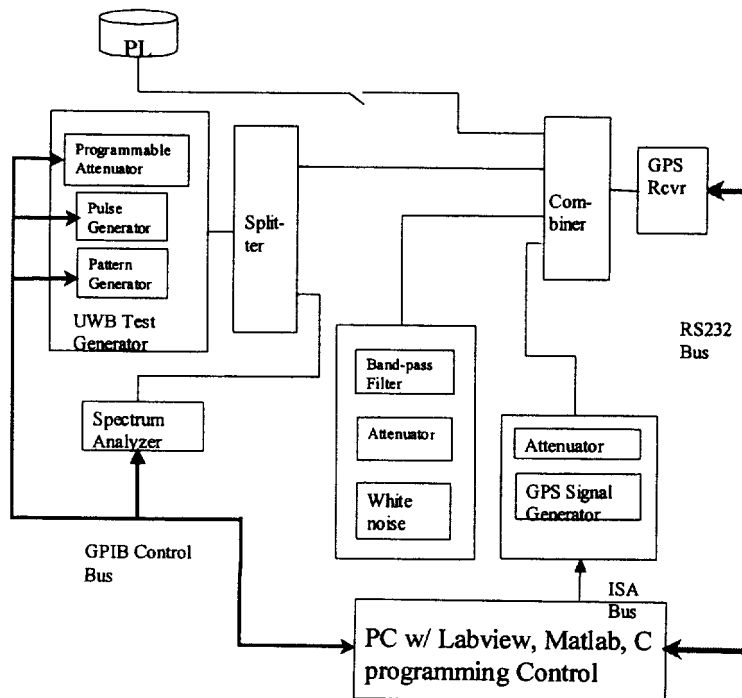 PL
Programmable
Attenuator
Pulse
Generator
Pattern
Generator
UWB Test
Generator
Split-
ter
Com-
biner
GPS
Rcvr
RS232
Bus
Band-pass
Filter
Attenuator
White
noise
Spectrum
Analyzer
Attenuator
GPS Signal
Generator
GPIB Control
Bus
ISA
Bus
PC w/ Labview, Matlab, C
programming Control